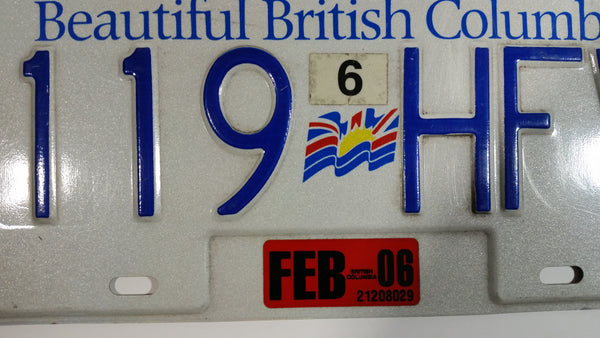 Beautiful British Columb
119 HF
6
FEB BRITISH COLUMBIA 06
21208029